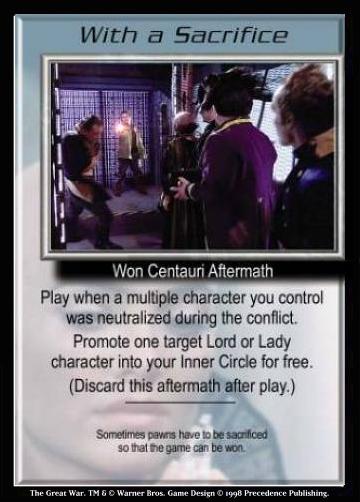 With a Sacrifice
Won Centauri Aftermath
Play when a multiple character you control
was neutralized during the conflict.
Promote one target Lord or Lady
character into your Inner Circle for free.
(Discard this aftermath after play.)
Sometimes pawns have to be sacrificed
so that the game can be won.
The Great War. TM & © Warner Bros. Game Design © 1998 Precedence Publishing.